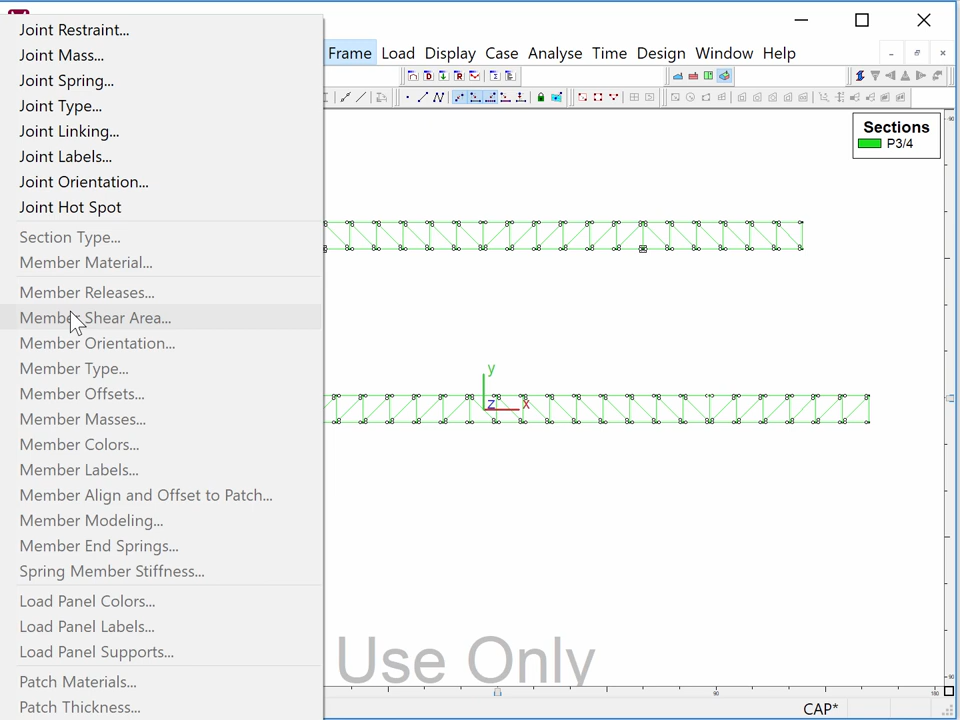 Joint Restraint...
Joint Mass...
Joint Spring...
Joint Type...
Joint Linking...
Joint Labels...
Joint Orientation...
Joint Hot Spot
Section Type...
Member Material...
Member Releases...
Member Shear Area...
Member Orientation...
Member Type...
Member Offsets...
Member Masses...
Member Colors...
Member Labels...
Member Align and Offset to Patch...
Member Modeling...
Member End Springs...
Spring Member Stiffness...
Load Panel Colors...
Load Panel Labels...
Load Panel Supports...
Patch Materials...
Patch Thickness...
Frame Load Display Case Analyse Time Design Window Help
Sections
P3/4
y
z x
Use Only
90
CAP*